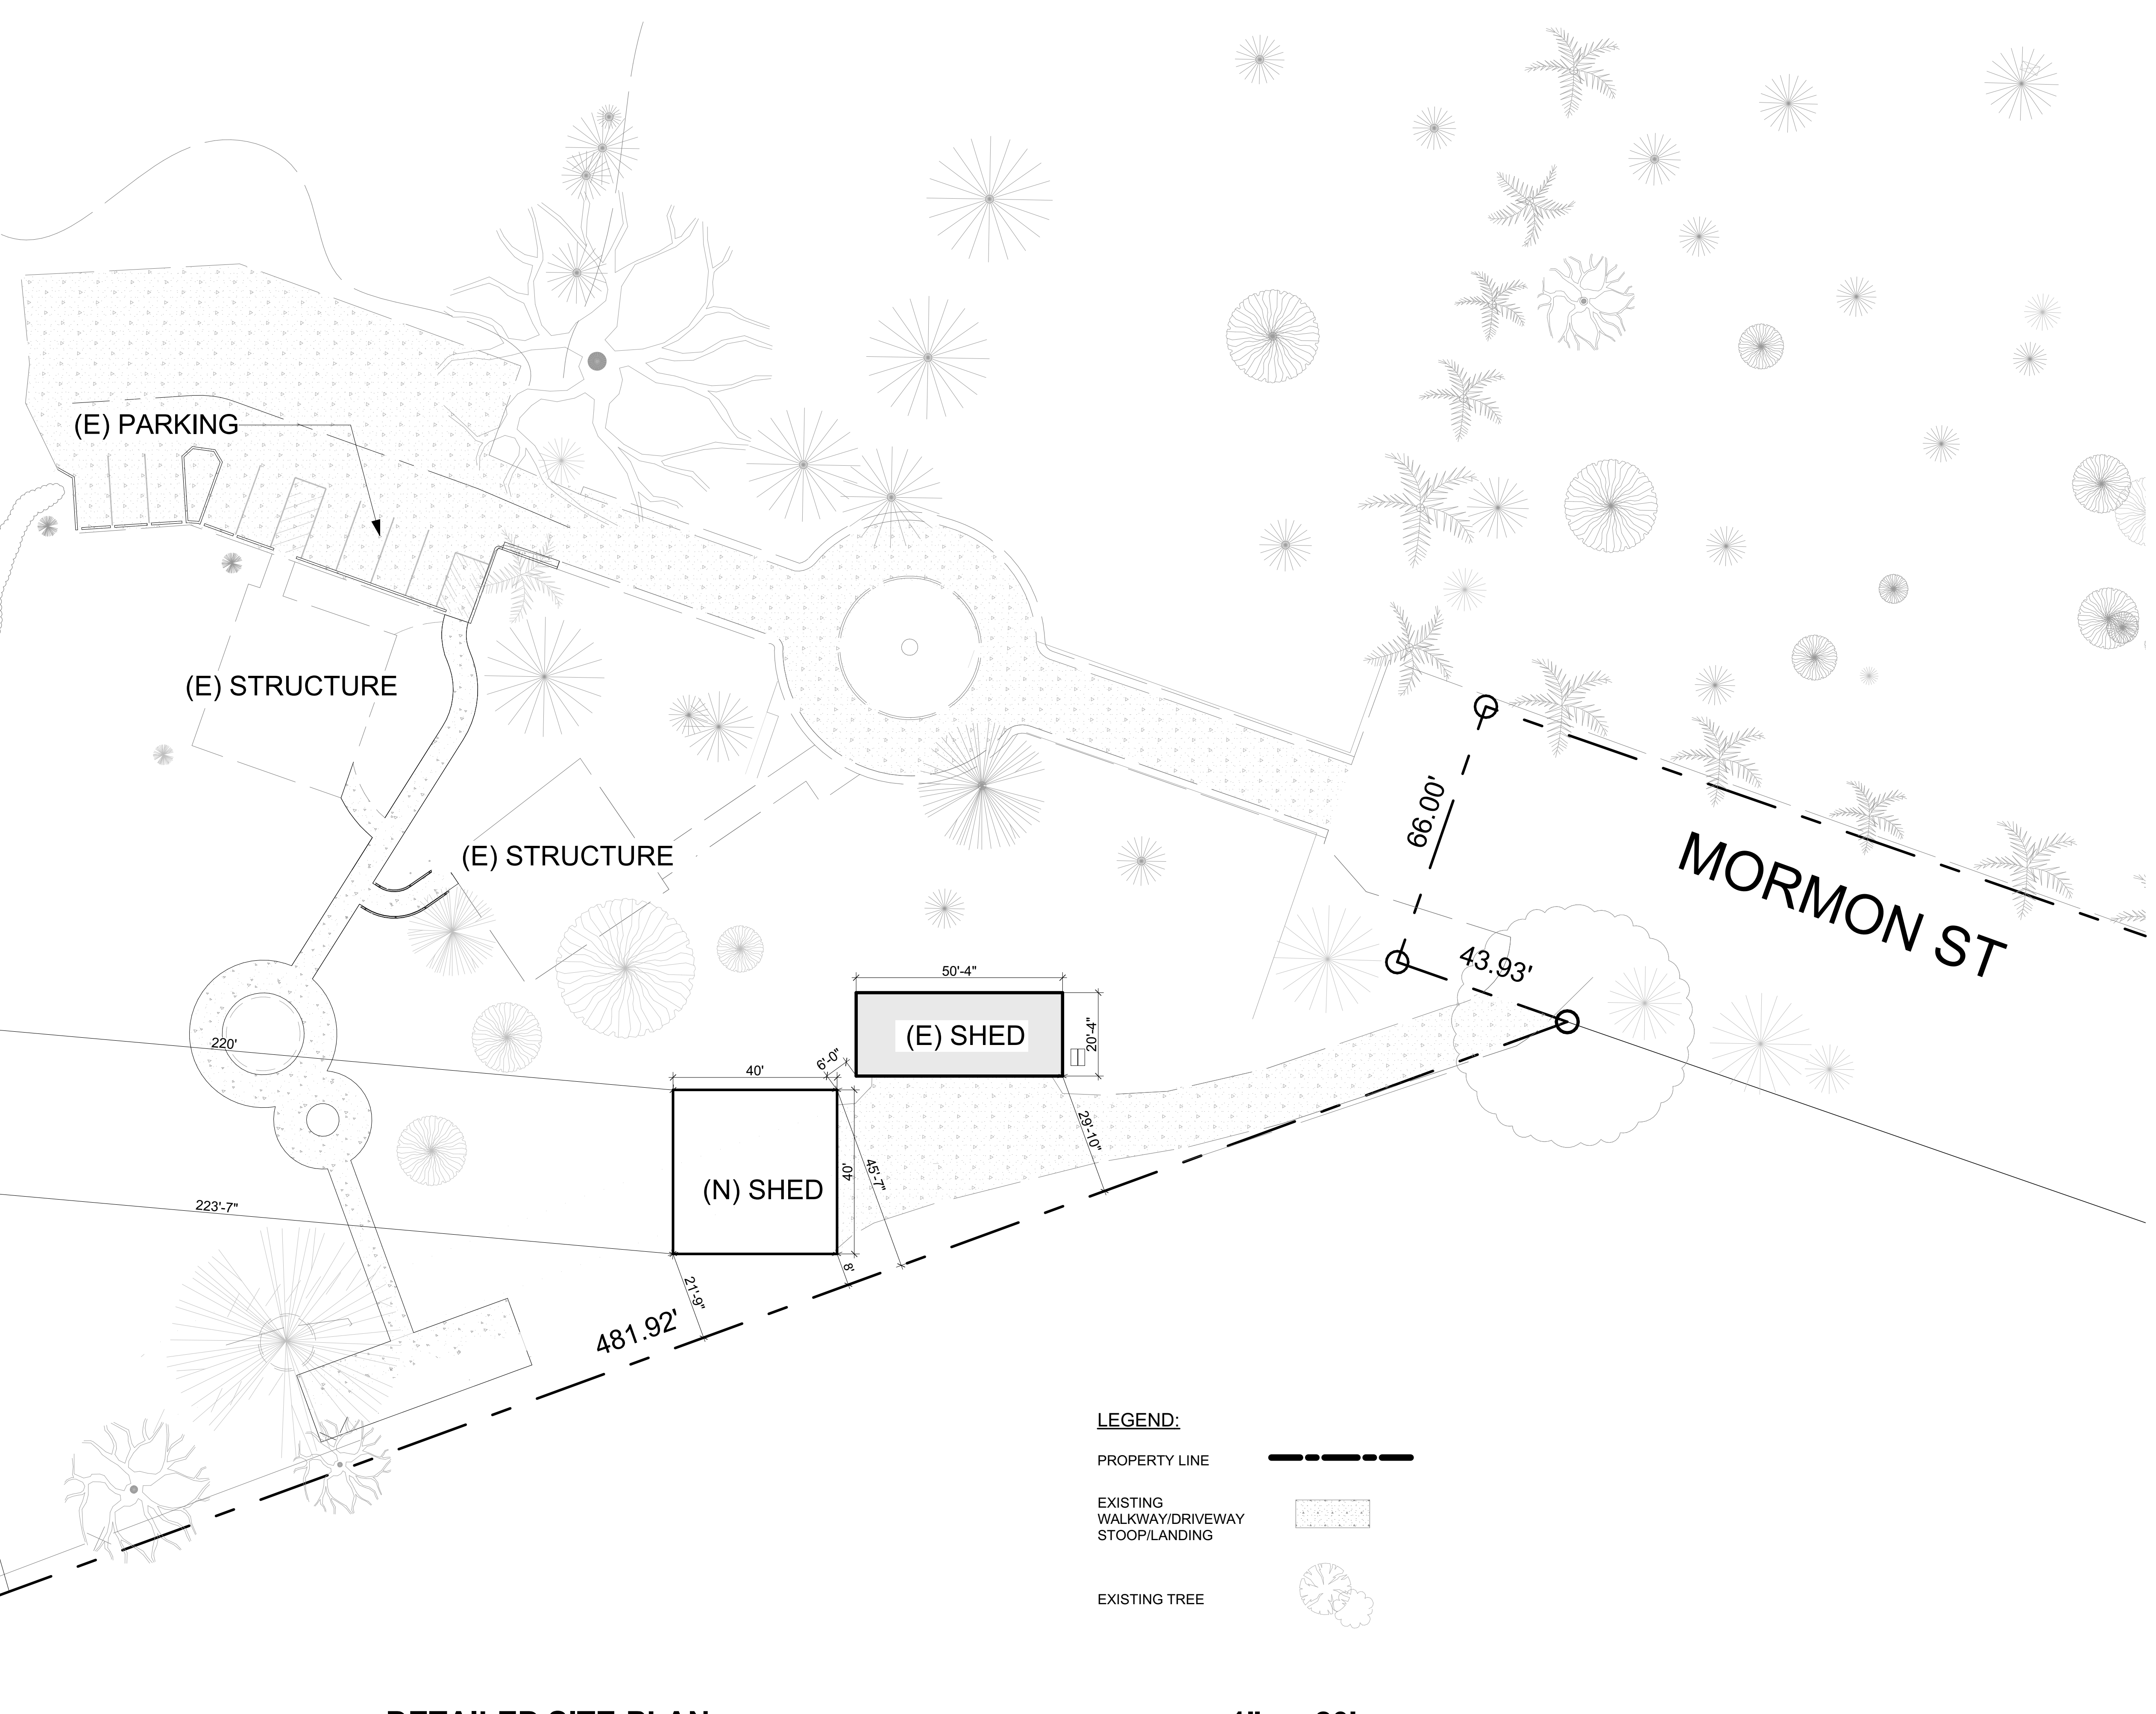 (E) PARKING
(E) STRUCTURE
66.00'
MORMON ST
(E) STRUCTURE
43.93'
50'-4"
(E) SHED
20'-4"
220'
6'-0"
40'
29'-10"
40'
45'-7"
(N) SHED
223'-7"
8'
21'-9"
481.92'
LEGEND:
PROPERTY LINE
EXISTING
WALKWAY/DRIVEWAY
STOOP/LANDING
EXISTING TREE